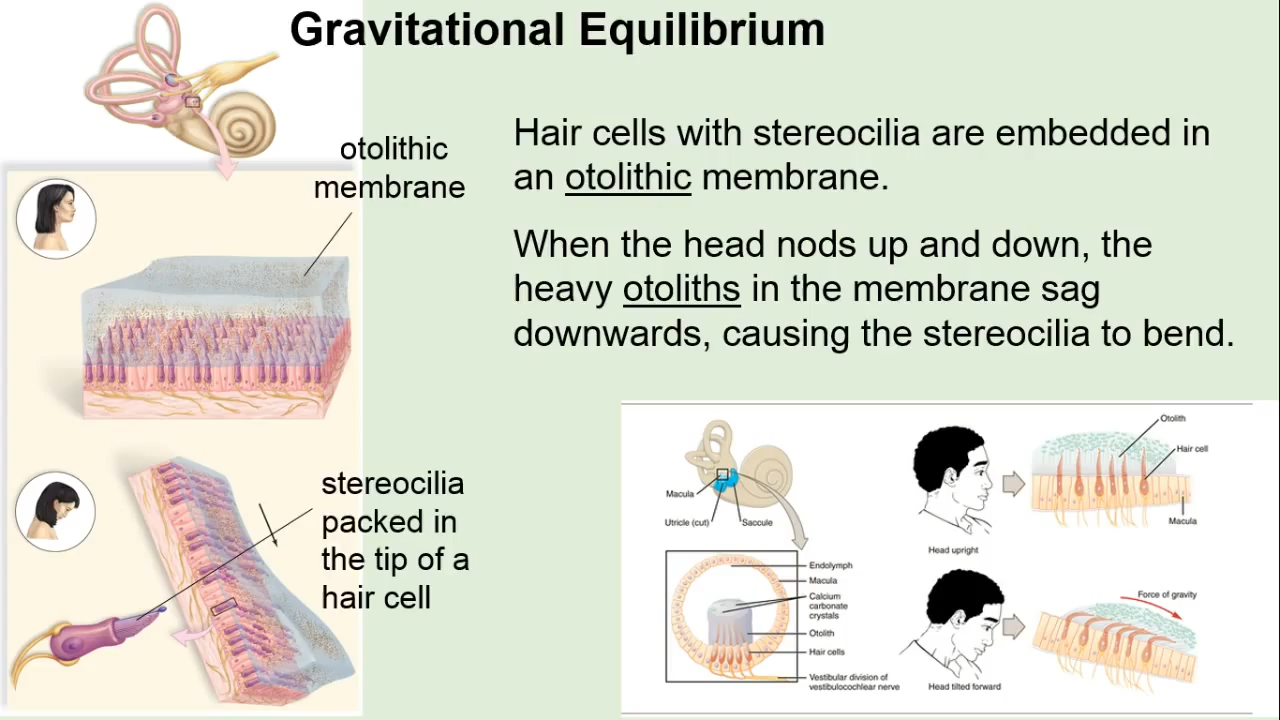 Gravitational Equilibrium
otolithic
membrane
Hair cells with stereocilia are embedded in
an otolithic membrane.
When the head nods up and down, the
heavy otoliths in the membrane sag
downwards, causing the stereocilia to bend.
stereocilia
packed in
the tip of a
hair cell
Macula
Utricle (cut)
Saccule
Endolymph
Macula
Calcium
carbonate
crystals
Otolith
Hair cells
Vestibular division of
vestibulocochlear nerve
Otolith
Hair cell
Macula
Head upright
Force of gravity
Head tilted forward